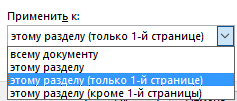 Применить к:
этому разделу (только 1-й странице)
всему документу
этому разделу
этому разделу (только 1-й странице)
этому разделу (кроме 1-й страницы)